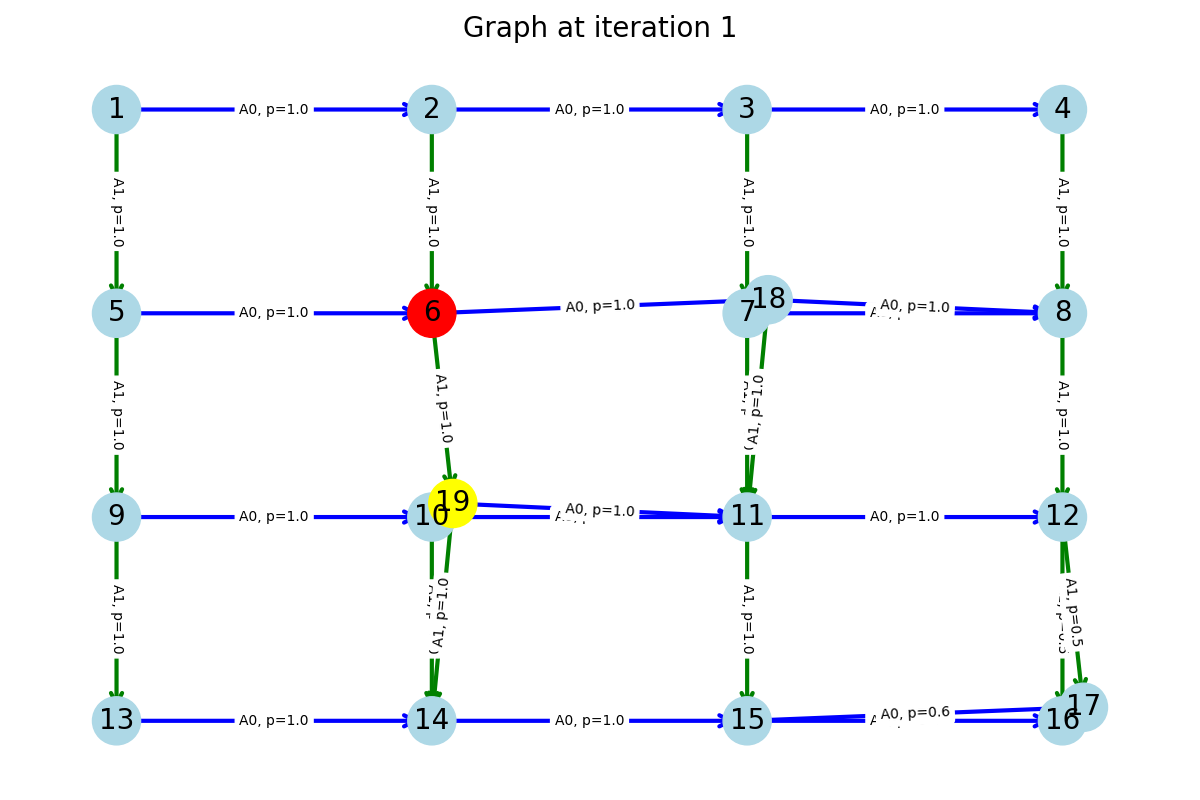 Graph at iteration 1
1 A0, p=1.0 2 A0, p=1.0 3 A0, p=1.0 4
A1, p=1.0 A1, p=1.0 A1, p=1.0 A1, p=1.0
18
5 A0, p=1.0 6 A0, p=1.0 7 A0, p=1.0 8
A1, p=1.0 A1, p=1.0 A1, p=1.0 A1, p=1.0
19
9 A0, p=1.0 10 A0, p=1.0 11 A0, p=1.0 12
A1, p=1.0 A1, p=1.0 A1, p=1.0 A1, p=0.5
17
13 A0, p=1.0 14 A0, p=1.0 15 A0, p=0.6 16